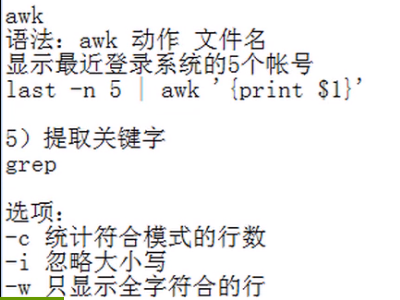 awk
语法：awk 动作 文件名
显示最近登录系统的5个帐号
last -n 5 | awk '{print $1}'
5）提取关键字
grep
选项：
-c 统计符合模式的行数
-i 忽略大小写
-w 只显示全字符合的行